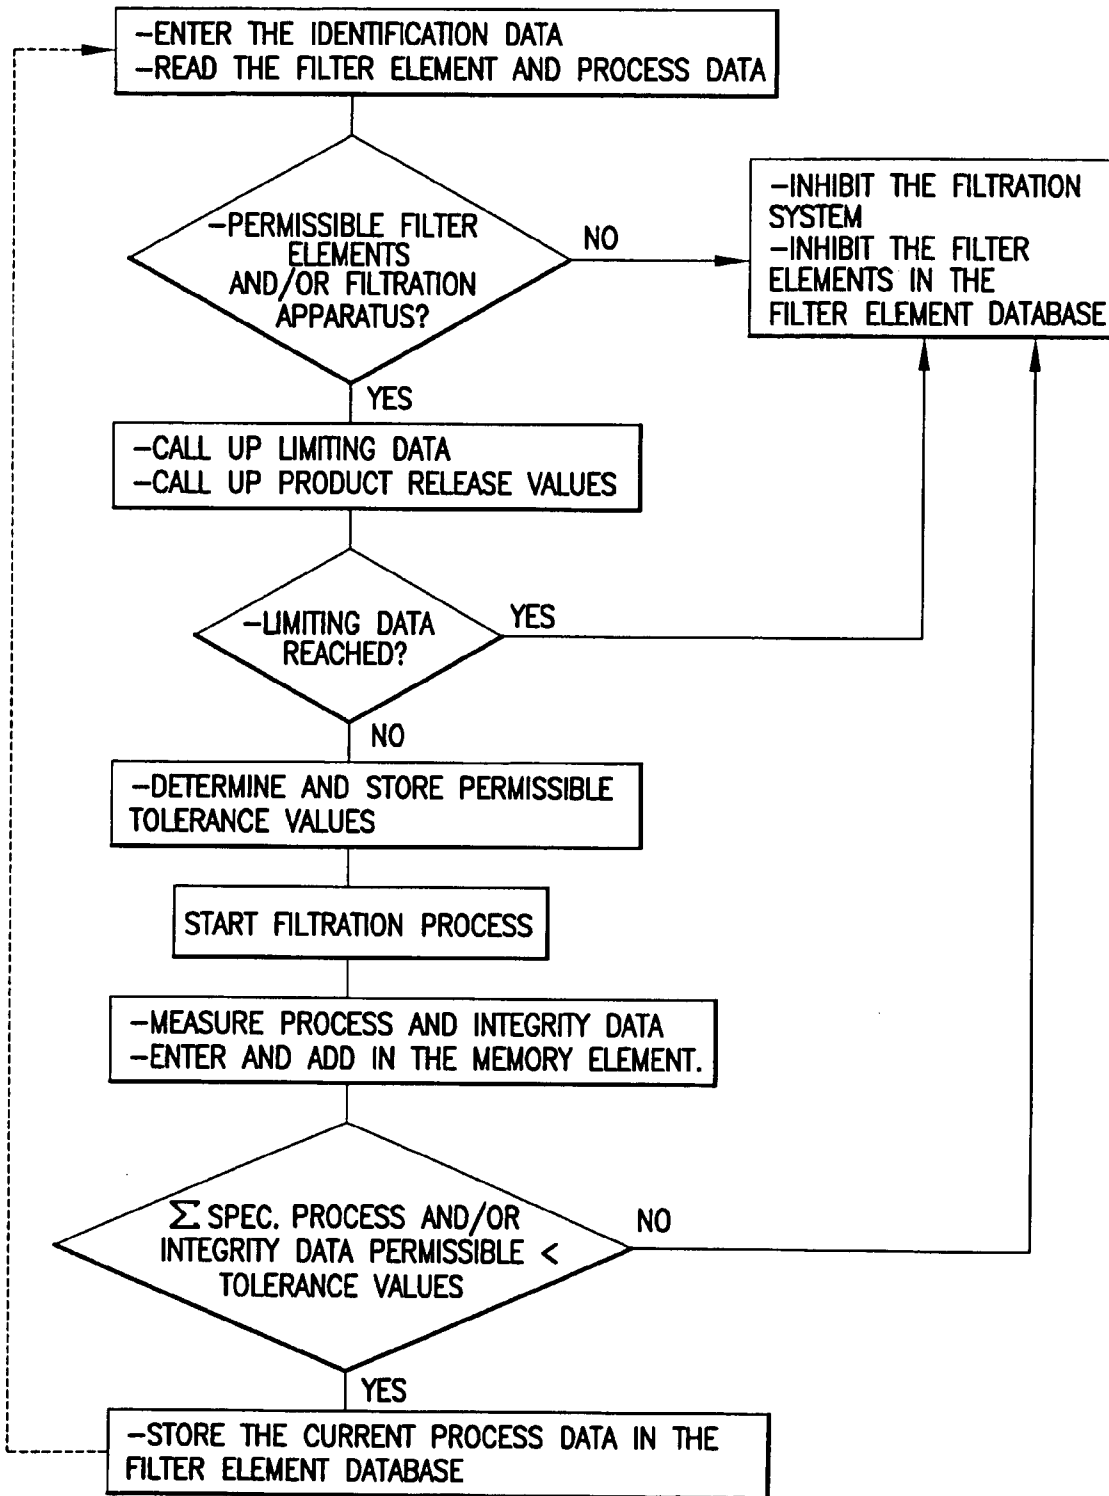 -ENTER THE IDENTIFICATION DATA
-READ THE FILTER ELEMENT AND PROCESS DATA
-PERMISSIBLE FILTER
ELEMENTS
AND/OR FILTRATION
APPARATUS?
NO
-INHIBIT THE FILTRATION
SYSTEM
-INHIBIT THE FILTER
ELEMENTS IN THE
FILTER ELEMENT DATABASE
YES
-CALL UP LIMITING DATA
-CALL UP PRODUCT RELEASE VALUES
-LIMITING DATA
REACHED?
YES
NO
-DETERMINE AND STORE PERMISSIBLE
TOLERANCE VALUES
START FILTRATION PROCESS
-MEASURE PROCESS AND INTEGRITY DATA
-ENTER AND ADD IN THE MEMORY ELEMENT.
Σ SPEC. PROCESS AND/OR
INTEGRITY DATA PERMISSIBLE <
TOLERANCE VALUES
NO
YES
-STORE THE CURRENT PROCESS DATA IN THE
FILTER ELEMENT DATABASE